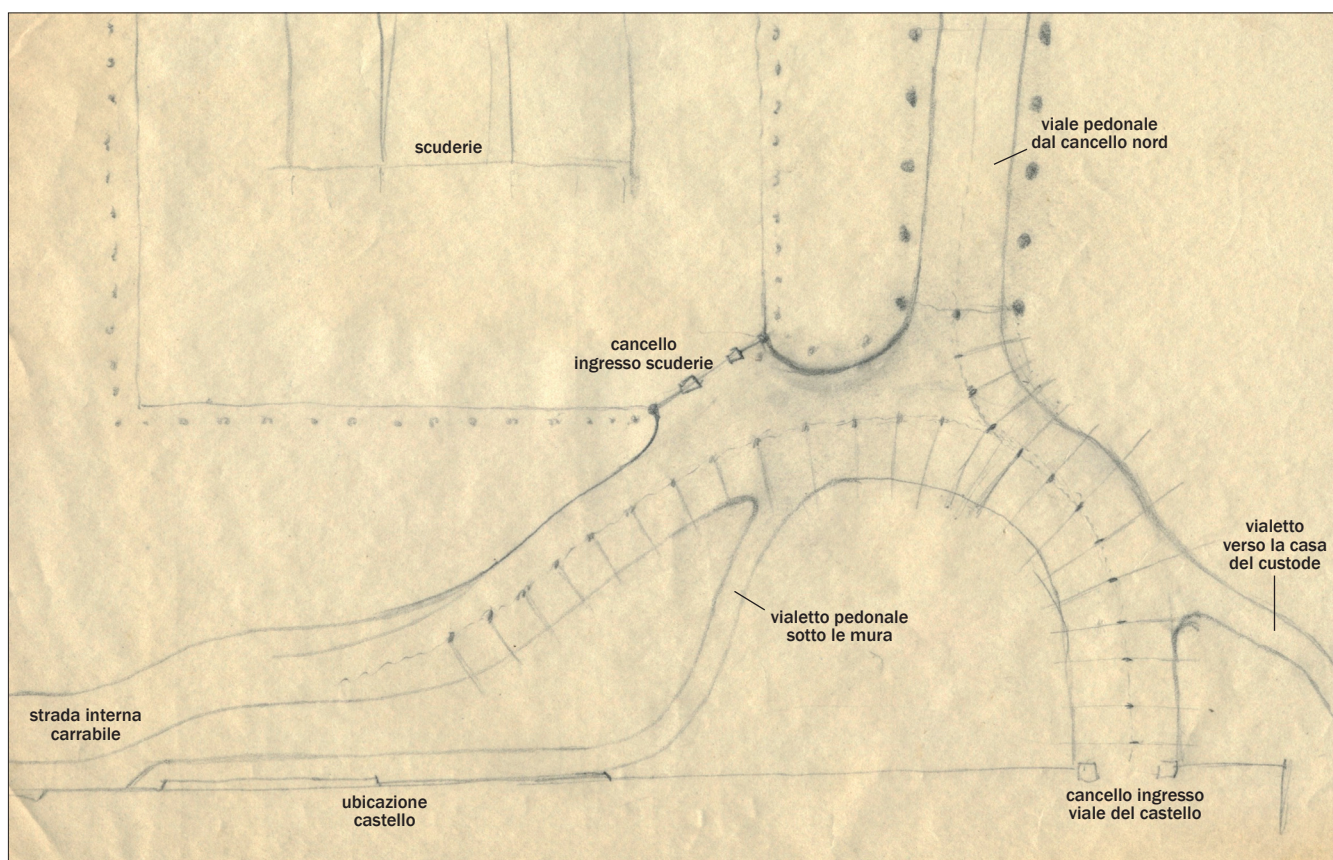 viale pedonale
dal cancello nord
scuderie
cancello
ingresso scuderie
vialetto
verso la casa
del custode
vialetto pedonale
sotto le mura
strada interna
carrabile
ubicazione
castello
cancello ingresso
viale del castello